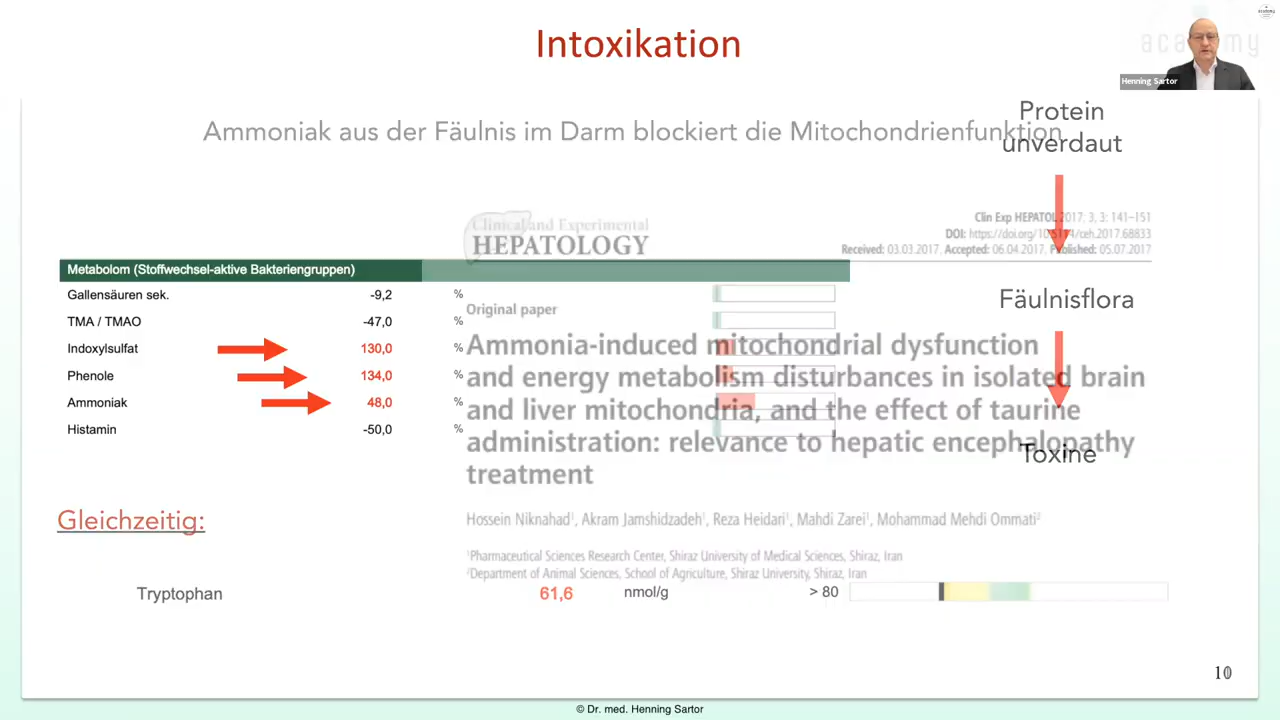 Intoxikation
academy
Henning Sartor
Ammoniak aus der Fäulnis im Darm blockiert die Mitochondrienfunktion
Protein
unverdaut
Clinical and Experimental
HEPATOLOGY
Clin Exp HEPATOL 2017; 3, 3: 141–151
DOI: https://doi.org/10.5114/ceh.2017.68833
Received: 03.03.2017, Accepted: 06.04.2017, Published: 05.07.2017
Metabolom (Stoffwechsel-aktive Bakteriengruppen)
Gallensäuren sek. -9,2 %
TMA / TMAO -47,0 %
Indoxylsulfat 130,0 %
Phenole 134,0 %
Ammoniak 48,0 %
Histamin -50,0 %
Fäulnisflora
Toxine
Original paper
Ammonia-induced mitochondrial dysfunction
and energy metabolism disturbances in isolated brain
and liver mitochondria, and the effect of taurine
administration: relevance to hepatic encephalopathy
treatment
Hossein Niknahad¹, Akram Jamshidzadeh¹, Reza Heidari¹, Mahdi Zarei¹, Mohammad Mehdi Ommati²
¹Pharmaceutical Sciences Research Center, Shiraz University of Medical Sciences, Shiraz, Iran
²Department of Animal Sciences, School of Agriculture, Shiraz University, Shiraz, Iran
Gleichzeitig:
Tryptophan 61,6 nmol/g > 80
© Dr. med. Henning Sartor